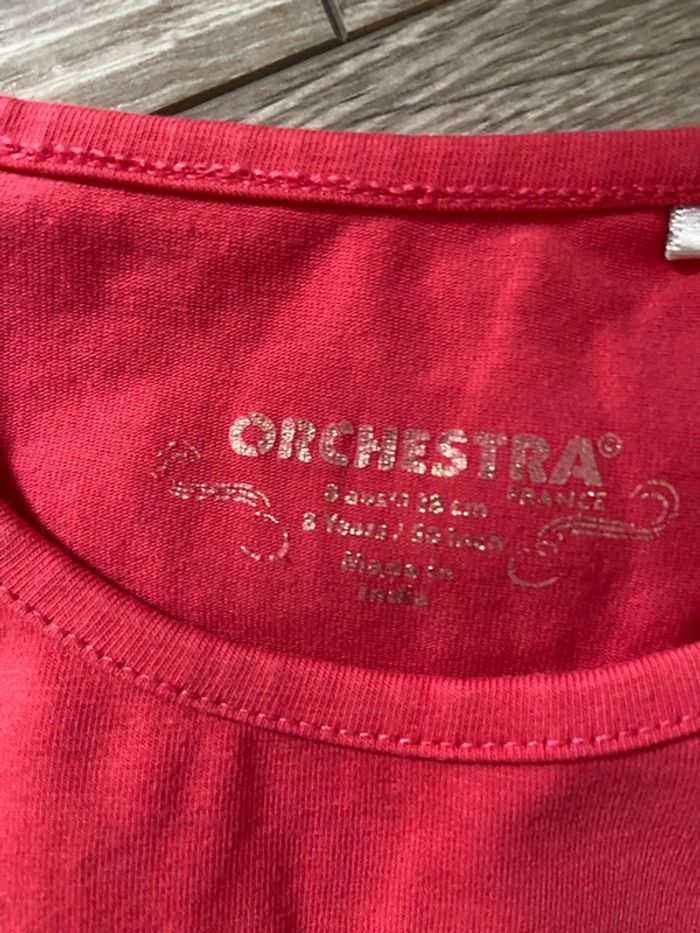 ORCHESTRA®
FRANCE
8 ans / 128 cm
8 Years / 50 inch
Made in
India